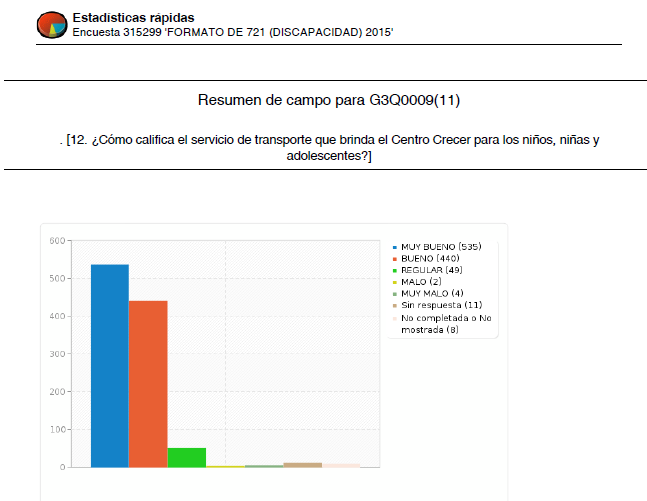 Estadísticas rápidas
Encuesta 315299 'FORMATO DE 721 (DISCAPACIDAD) 2015'
Resumen de campo para G3Q0009(11)
. [12. ¿Cómo califica el servicio de transporte que brinda el Centro Crecer para los niños, niñas y
adolescentes?]
600
500
400
300
200
100
0
MUY BUENO (535)
BUENO (440)
REGULAR (49)
MALO (2)
MUY MALO (4)
Sin respuesta (11)
No completada o No
mostrada (8)